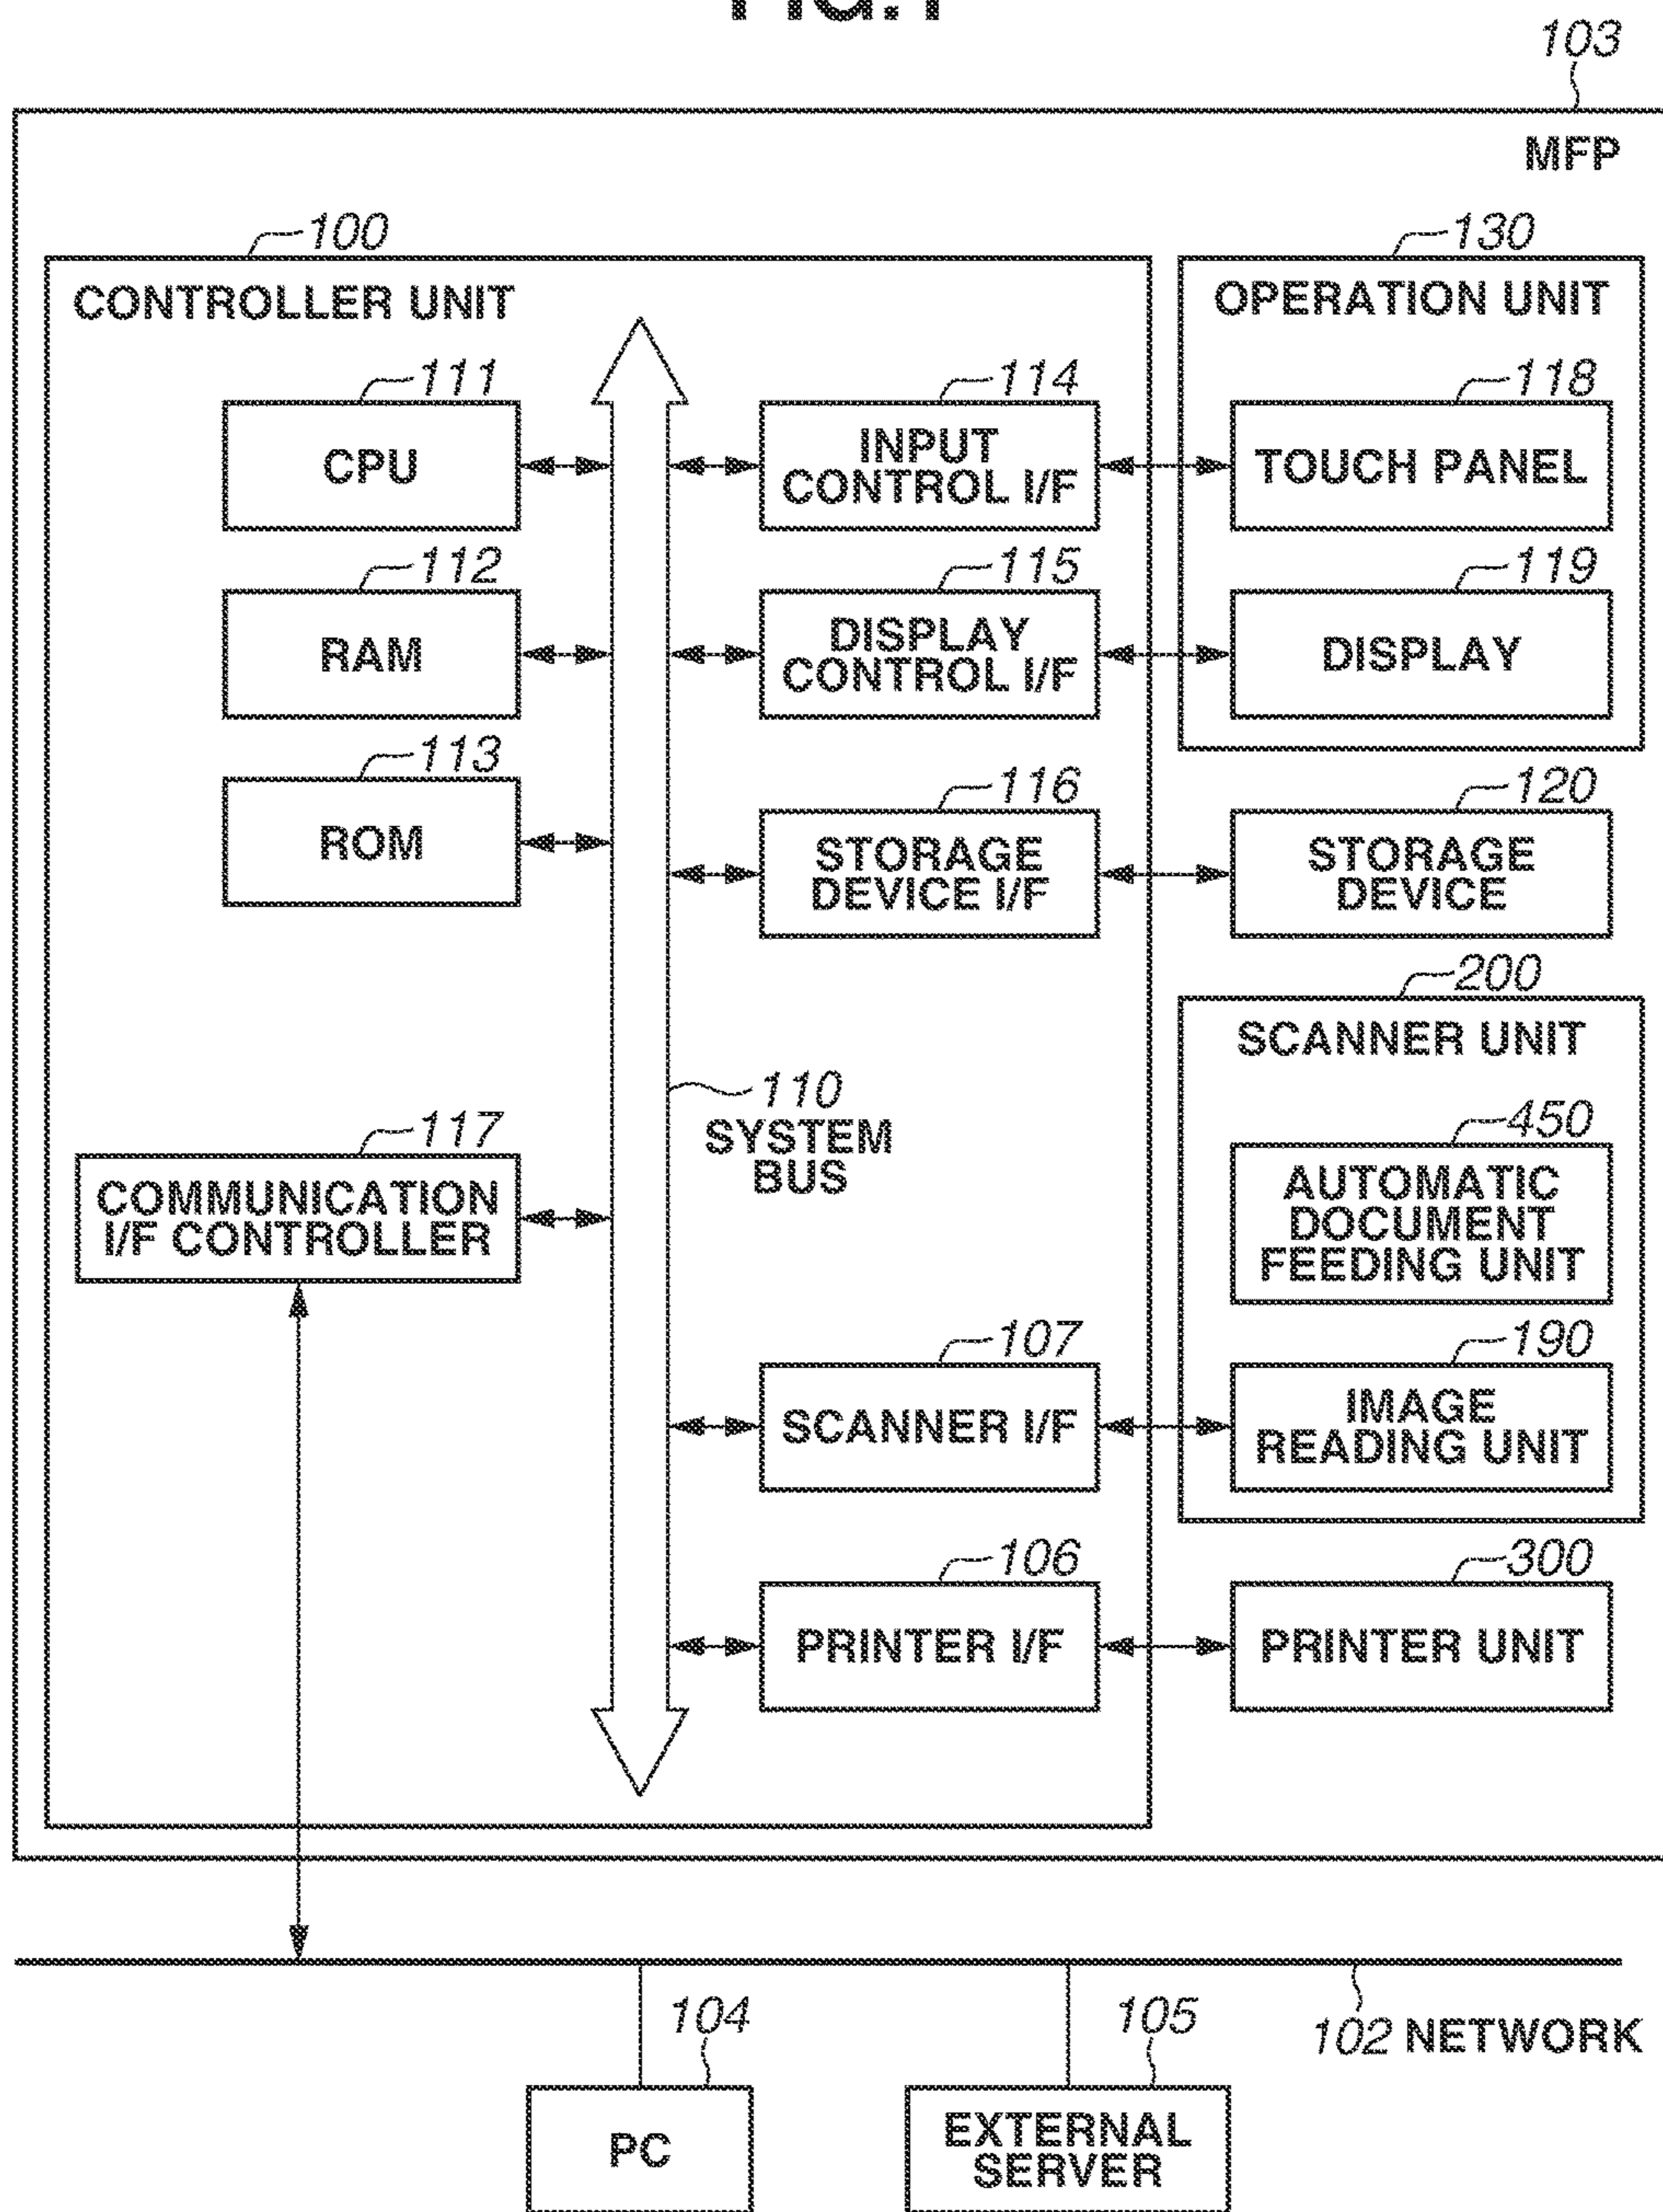 FIG.1
103
MFP
100
CONTROLLER UNIT
130
OPERATION UNIT
111
CPU
114
INPUT
CONTROL I/F
118
TOUCH PANEL
112
RAM
115
DISPLAY
CONTROL I/F
119
DISPLAY
113
ROM
116
STORAGE
DEVICE I/F
120
STORAGE
DEVICE
200
SCANNER UNIT
110
SYSTEM
BUS
117
COMMUNICATION
I/F CONTROLLER
450
AUTOMATIC
DOCUMENT
FEEDING UNIT
107
SCANNER I/F
190
IMAGE
READING UNIT
106
PRINTER I/F
300
PRINTER UNIT
102 NETWORK
104
PC
105
EXTERNAL
SERVER